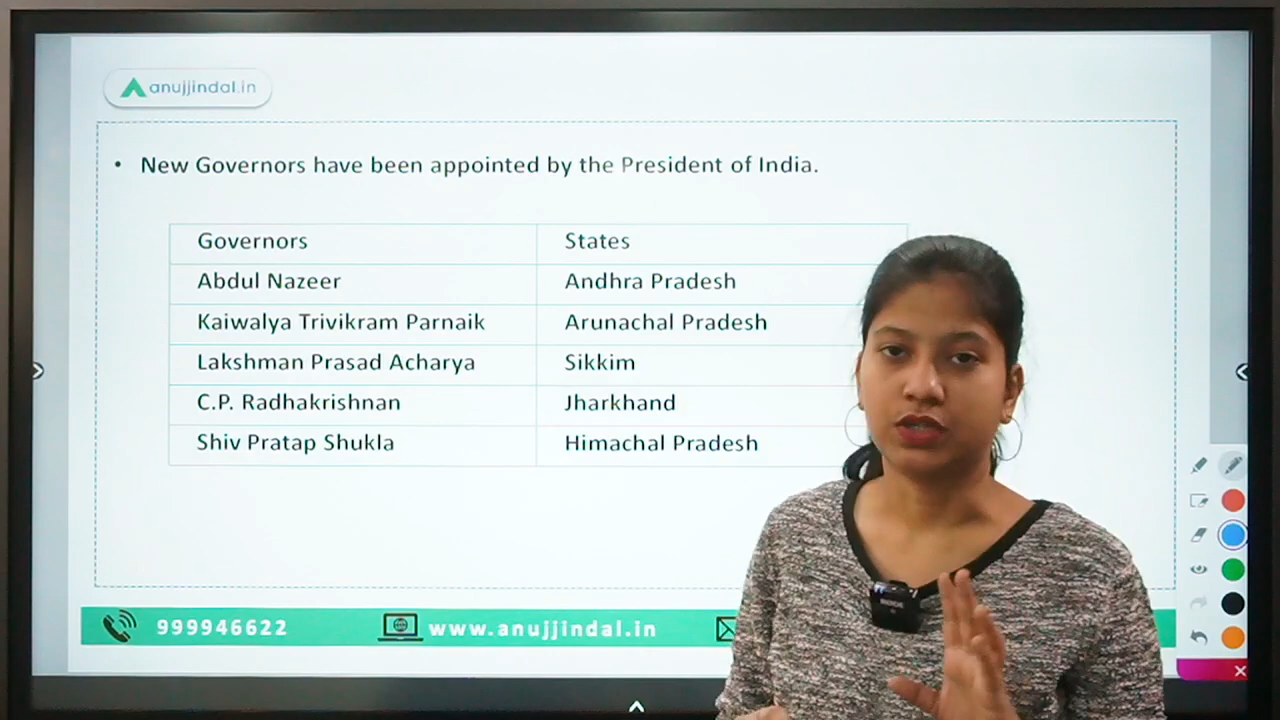 anujjindal.in
• New Governors have been appointed by the President of India.
Governors States
Abdul Nazeer Andhra Pradesh
Kaiwalya Trivikram Parnaik Arunachal Pradesh
Lakshman Prasad Acharya Sikkim
C.P. Radhakrishnan Jharkhand
Shiv Pratap Shukla Himachal Pradesh
999946622 www.anujjindal.in